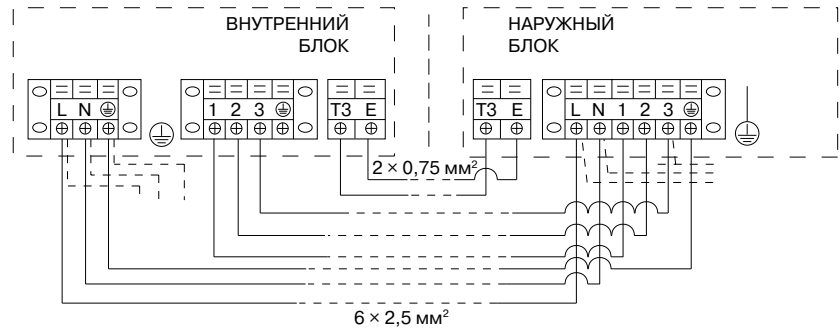 ВНУТРЕННИЙ
БЛОК
НАРУЖНЫЙ
БЛОК
L N
1 2 3
T3 E
T3 E
L N 1 2 3
2 × 0,75 мм²
6 × 2,5 мм²